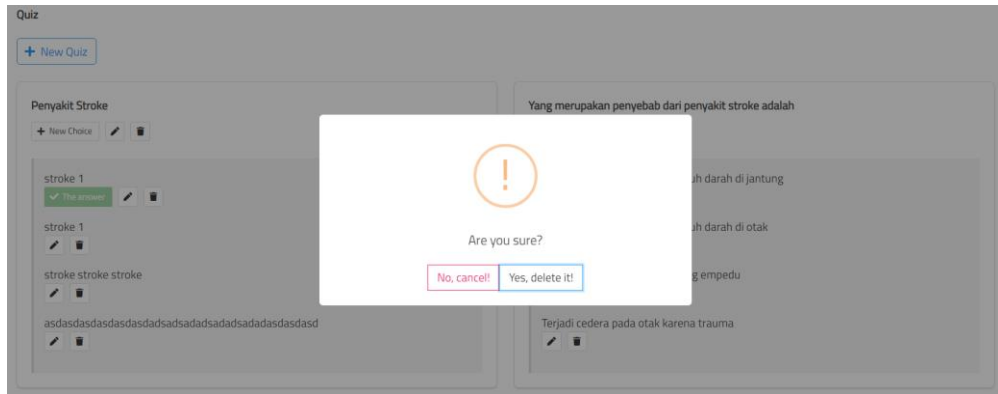 Quiz
+ New Quiz
Penyakit Stroke
+ New Choice
stroke 1
✓ The answer
stroke 1
stroke stroke stroke
asdasdasdasdasdasdadsadsadadsadadsadadasdasdasd
Yang merupakan penyebab dari penyakit stroke adalah
darah di jantung
darah di otak
empedu
Terjadi cedera pada otak karena trauma
!
Are you sure?
No, cancel!
Yes, delete it!